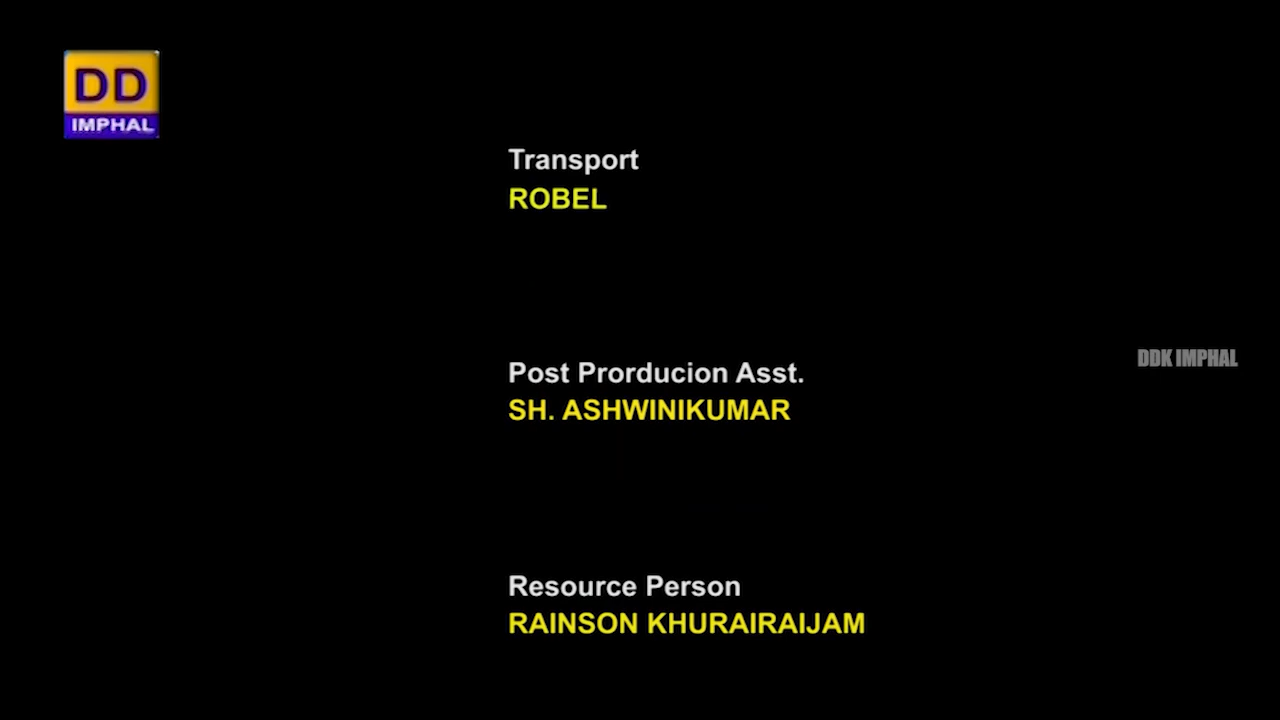 DD
IMPHAL
Transport
ROBEL
DDK IMPHAL
Post Prorducion Asst.
SH. ASHWINIKUMAR
Resource Person
RAINSON KHURAIRAIJAM